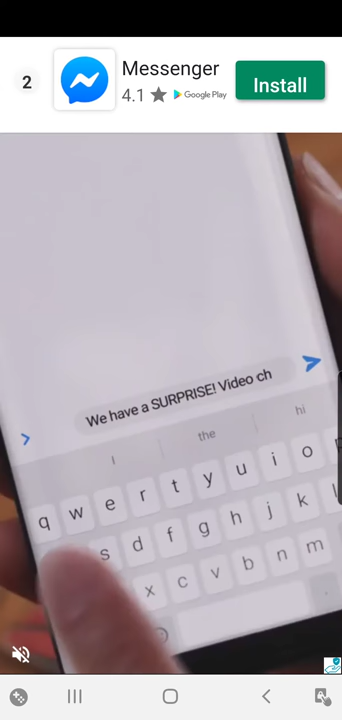 2
Messenger
Install
4.1 ★ Google Play
We have a SURPRISE! Video ch
I the hi
q w e r t y u i o
s d f g h j k l
x c v b n m